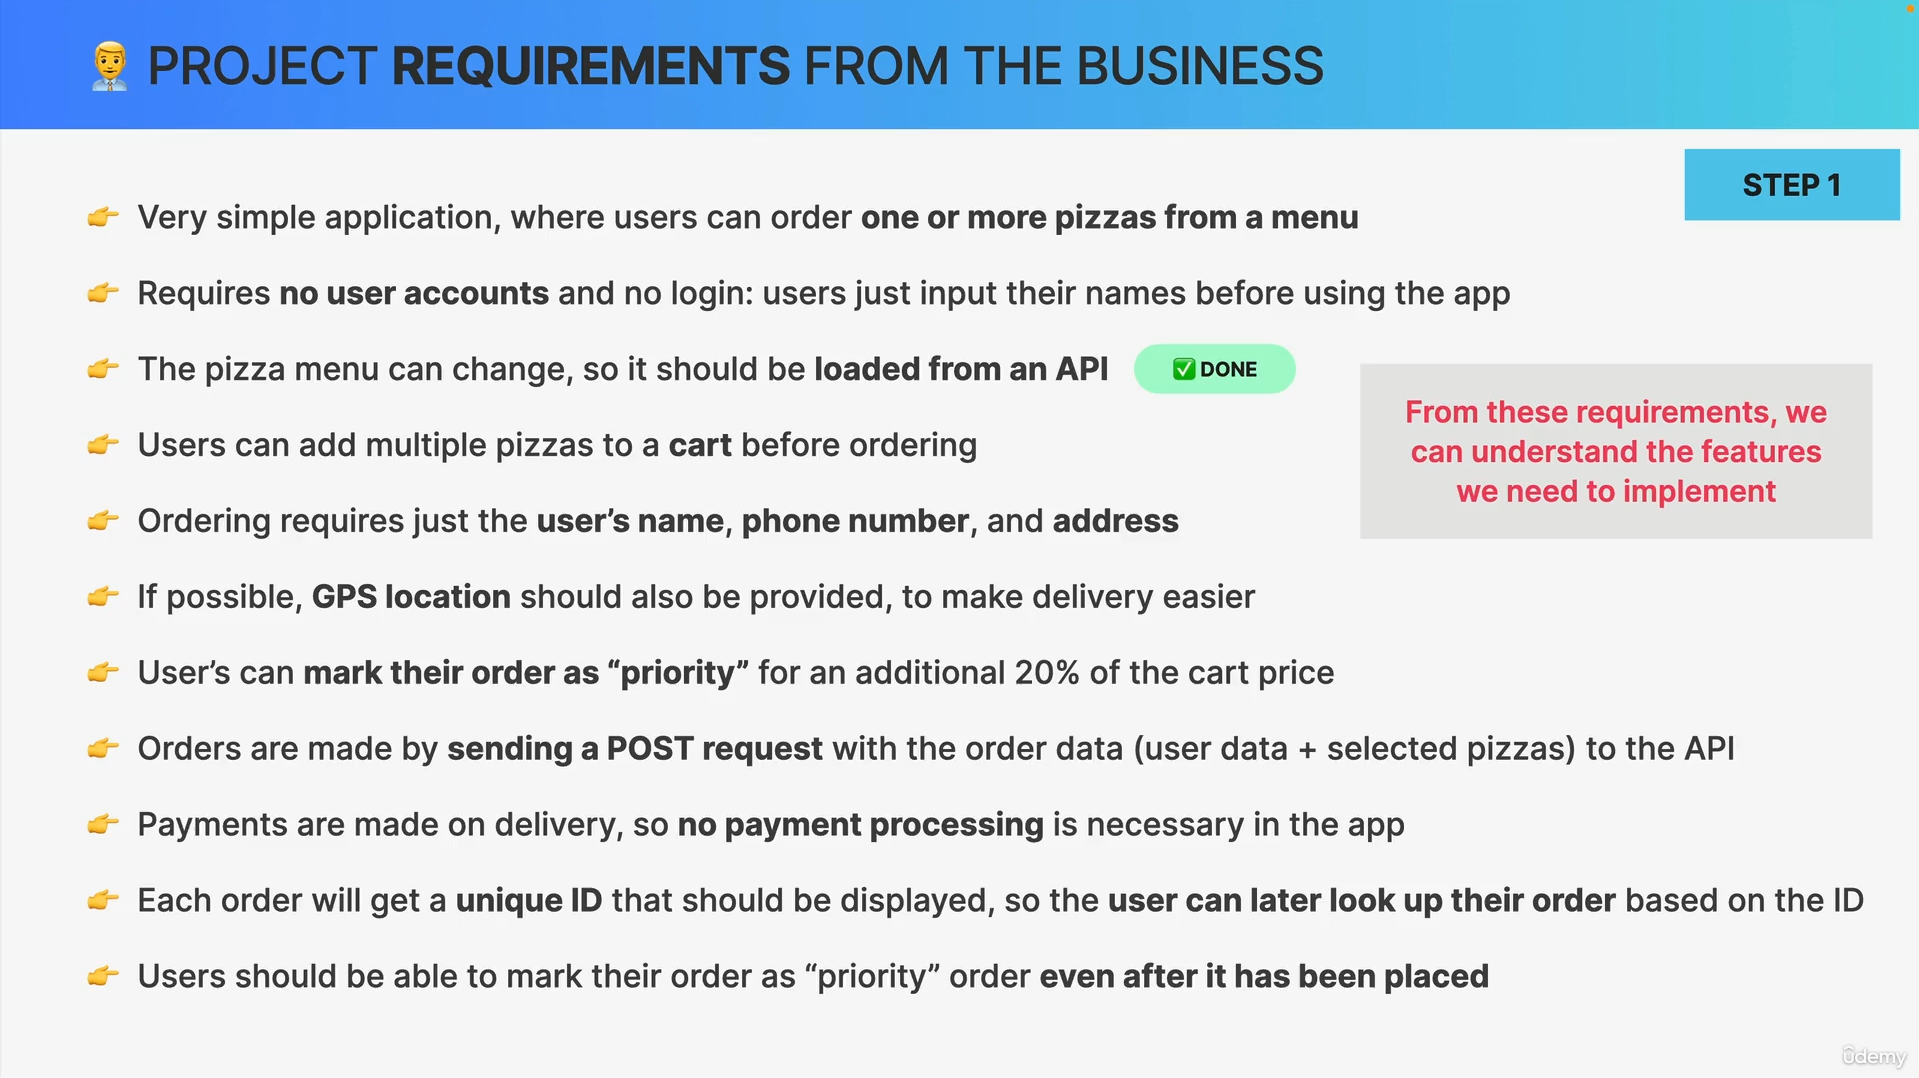 PROJECT REQUIREMENTS FROM THE BUSINESS
STEP 1
Very simple application, where users can order one or more pizzas from a menu
Requires no user accounts and no login: users just input their names before using the app
The pizza menu can change, so it should be loaded from an API
DONE
Users can add multiple pizzas to a cart before ordering
Ordering requires just the user’s name, phone number, and address
If possible, GPS location should also be provided, to make delivery easier
User’s can mark their order as “priority” for an additional 20% of the cart price
Orders are made by sending a POST request with the order data (user data + selected pizzas) to the API
Payments are made on delivery, so no payment processing is necessary in the app
Each order will get a unique ID that should be displayed, so the user can later look up their order based on the ID
Users should be able to mark their order as “priority” order even after it has been placed
From these requirements, we
can understand the features
we need to implement
ûdemy